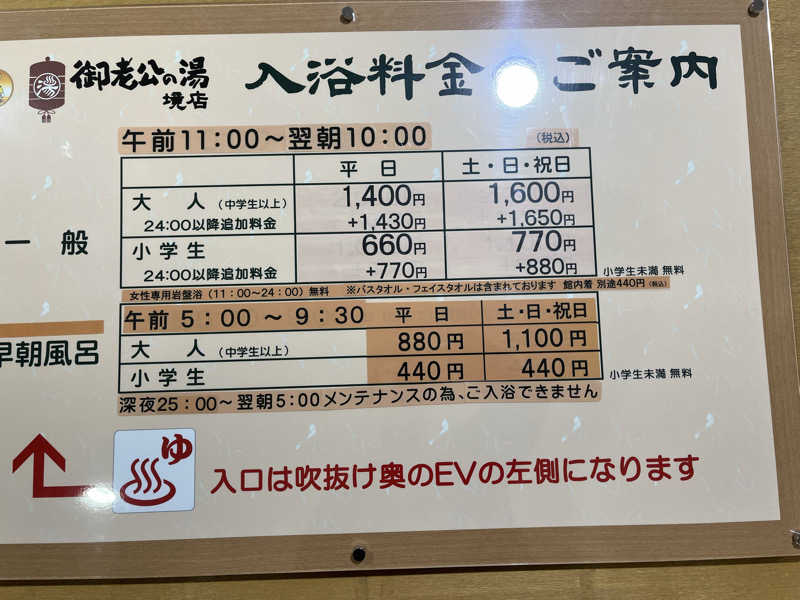 御老公の湯
境店
入浴料金のご案内
午前11:00～翌朝10:00
(税込)
平日 土・日・祝日
一般
大人 (中学生以上) 1,400円 1,600円
24:00以降追加料金 +1,430円 +1,650円
小学生 660円 770円
24:00以降追加料金 +770円 +880円
小学生未満 無料
女性専用岩盤浴（11:00～24:00）無料 ※バスタオル・フェイスタオルは含まれております 館内着 別途440円(税込)
午前 5:00 ～ 9:30 平日 土・日・祝日
早朝風呂
大人 (中学生以上) 880円 1,100円
小学生 440円 440円
小学生未満 無料
深夜25:00～翌朝5:00メンテナンスの為、ご入浴できません
ゆ
入口は吹抜け奥のEVの左側になります